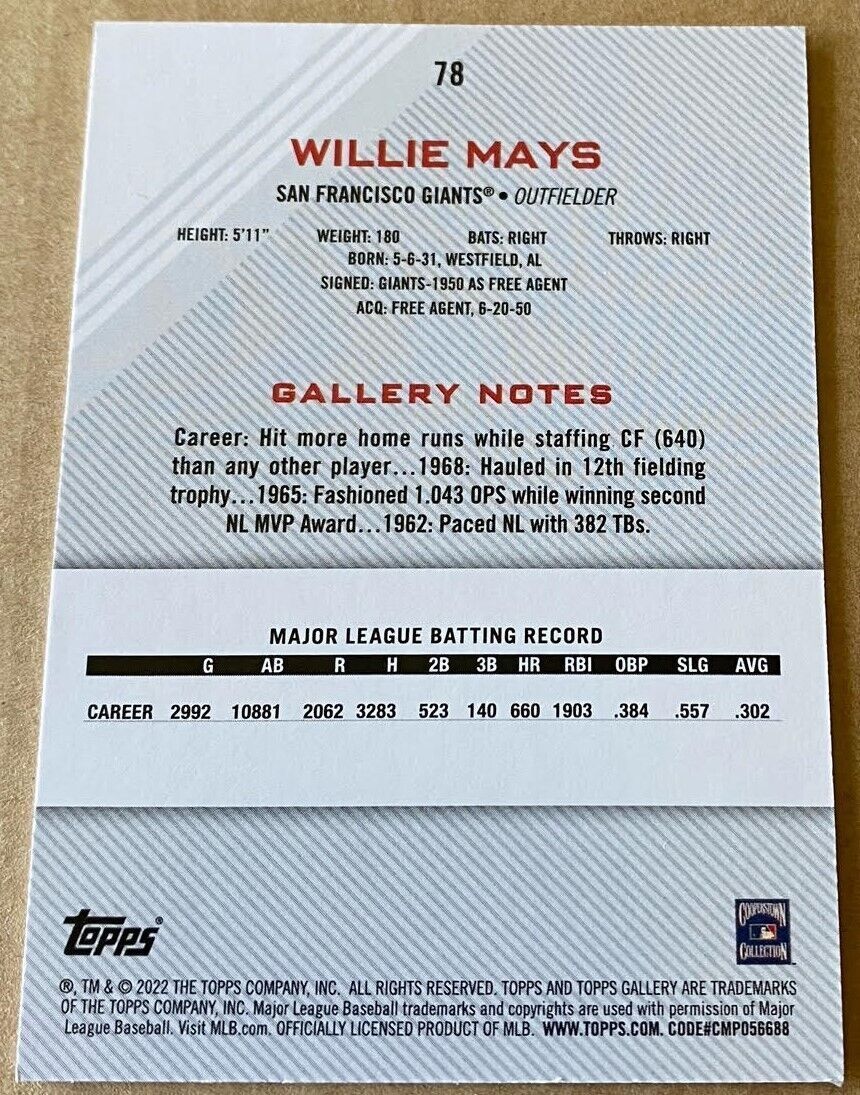 78
WILLIE MAYS
SAN FRANCISCO GIANTS® • OUTFIELDER
HEIGHT: 5'11" WEIGHT: 180 BATS: RIGHT THROWS: RIGHT
BORN: 5-6-31, WESTFIELD, AL
SIGNED: GIANTS-1950 AS FREE AGENT
ACQ: FREE AGENT, 6-20-50
GALLERY NOTES
Career: Hit more home runs while staffing CF (640)
than any other player...1968: Hauled in 12th fielding
trophy...1965: Fashioned 1.043 OPS while winning second
NL MVP Award...1962: Paced NL with 382 TBs.
MAJOR LEAGUE BATTING RECORD
G AB R H 2B 3B HR RBI OBP SLG AVG
CAREER 2992 10881 2062 3283 523 140 660 1903 .384 .557 .302
Topps®
COOPERSTOWN
COLLECTION™
®, TM & © 2022 THE TOPPS COMPANY, INC. ALL RIGHTS RESERVED. TOPPS AND TOPPS GALLERY ARE TRADEMARKS
OF THE TOPPS COMPANY, INC. Major League Baseball trademarks and copyrights are used with permission of Major
League Baseball. Visit MLB.com. OFFICIALLY LICENSED PRODUCT OF MLB. WWW.TOPPS.COM. CODE#CMP056688